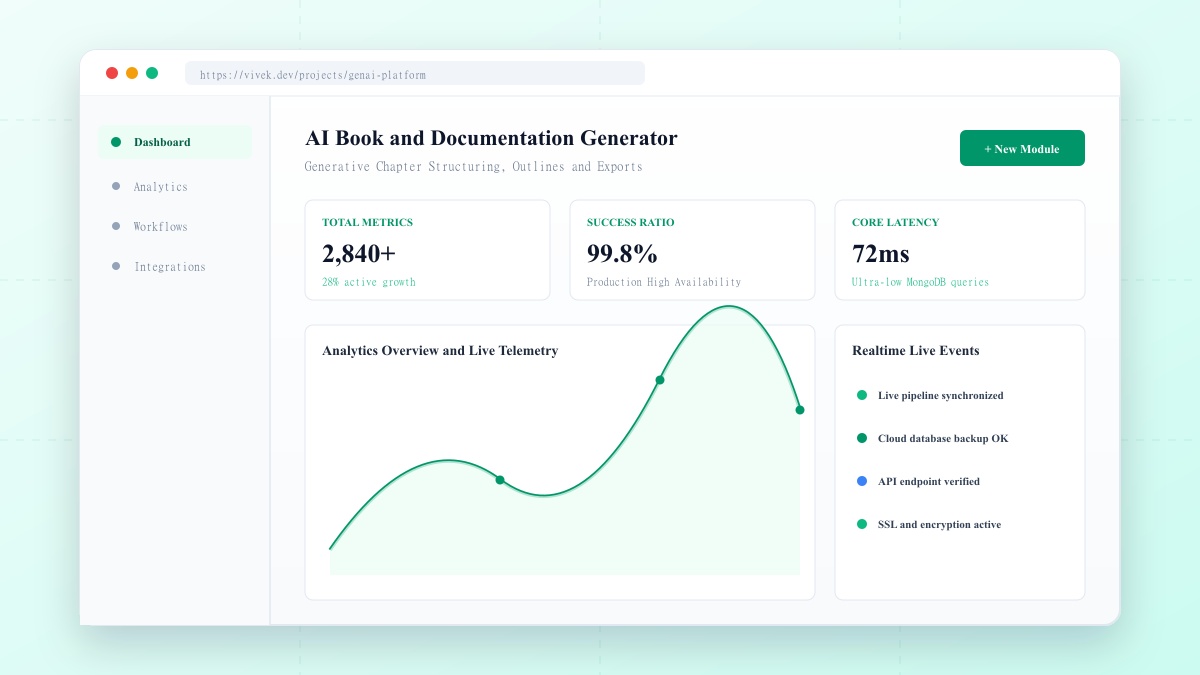 https://vivek.dev/projects/genai-platform
Dashboard
Analytics
Workflows
Integrations
AI Book and Documentation Generator
Generative Chapter Structuring, Outlines and Exports
+ New Module
TOTAL METRICS
2,840+
28% active growth
SUCCESS RATIO
99.8%
Production High Availability
CORE LATENCY
72ms
Ultra-low MongoDB queries
Analytics Overview and Live Telemetry
Realtime Live Events
Live pipeline synchronized
Cloud database backup OK
API endpoint verified
SSL and encryption active